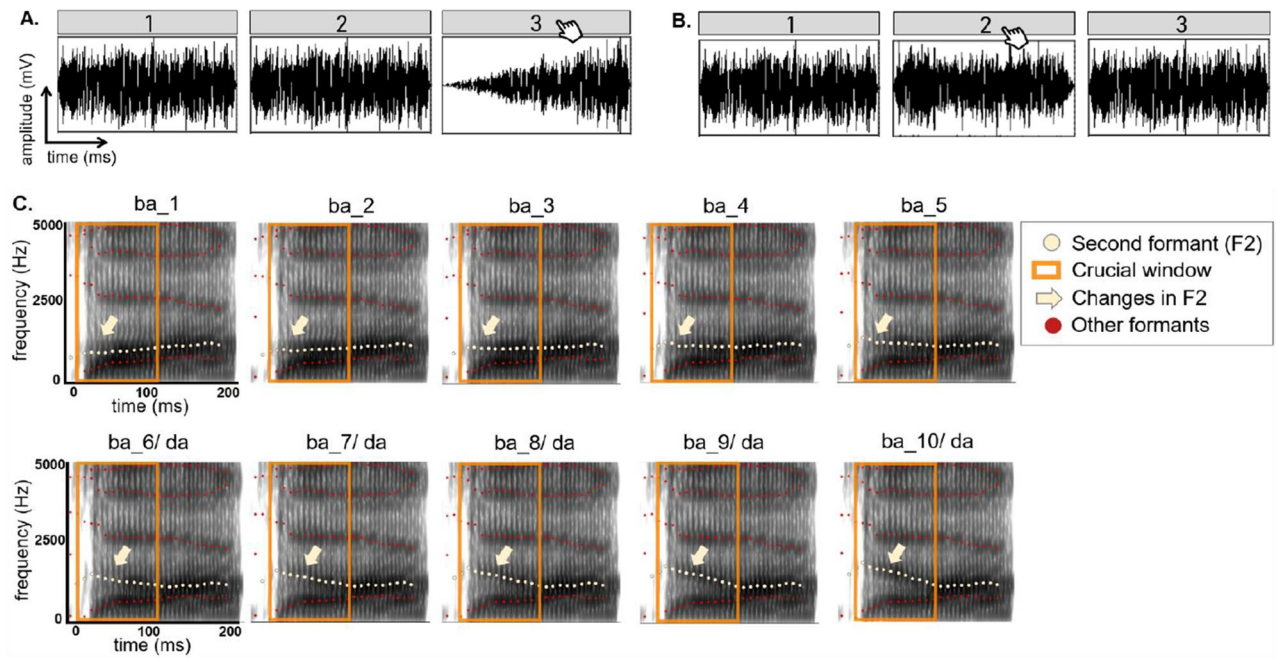 A.
1 2 3
amplitude (mV)
time (ms)
B.
1 2 3
C.
ba_1 ba_2 ba_3 ba_4 ba_5
5000
2500
0
frequency (Hz)
0 100 200
time (ms)
Second formant (F2)
Crucial window
Changes in F2
Other formants
ba_6/ da ba_7/ da ba_8/ da ba_9/ da ba_10/ da
5000
2500
0
frequency (Hz)
0 100 200
time (ms)